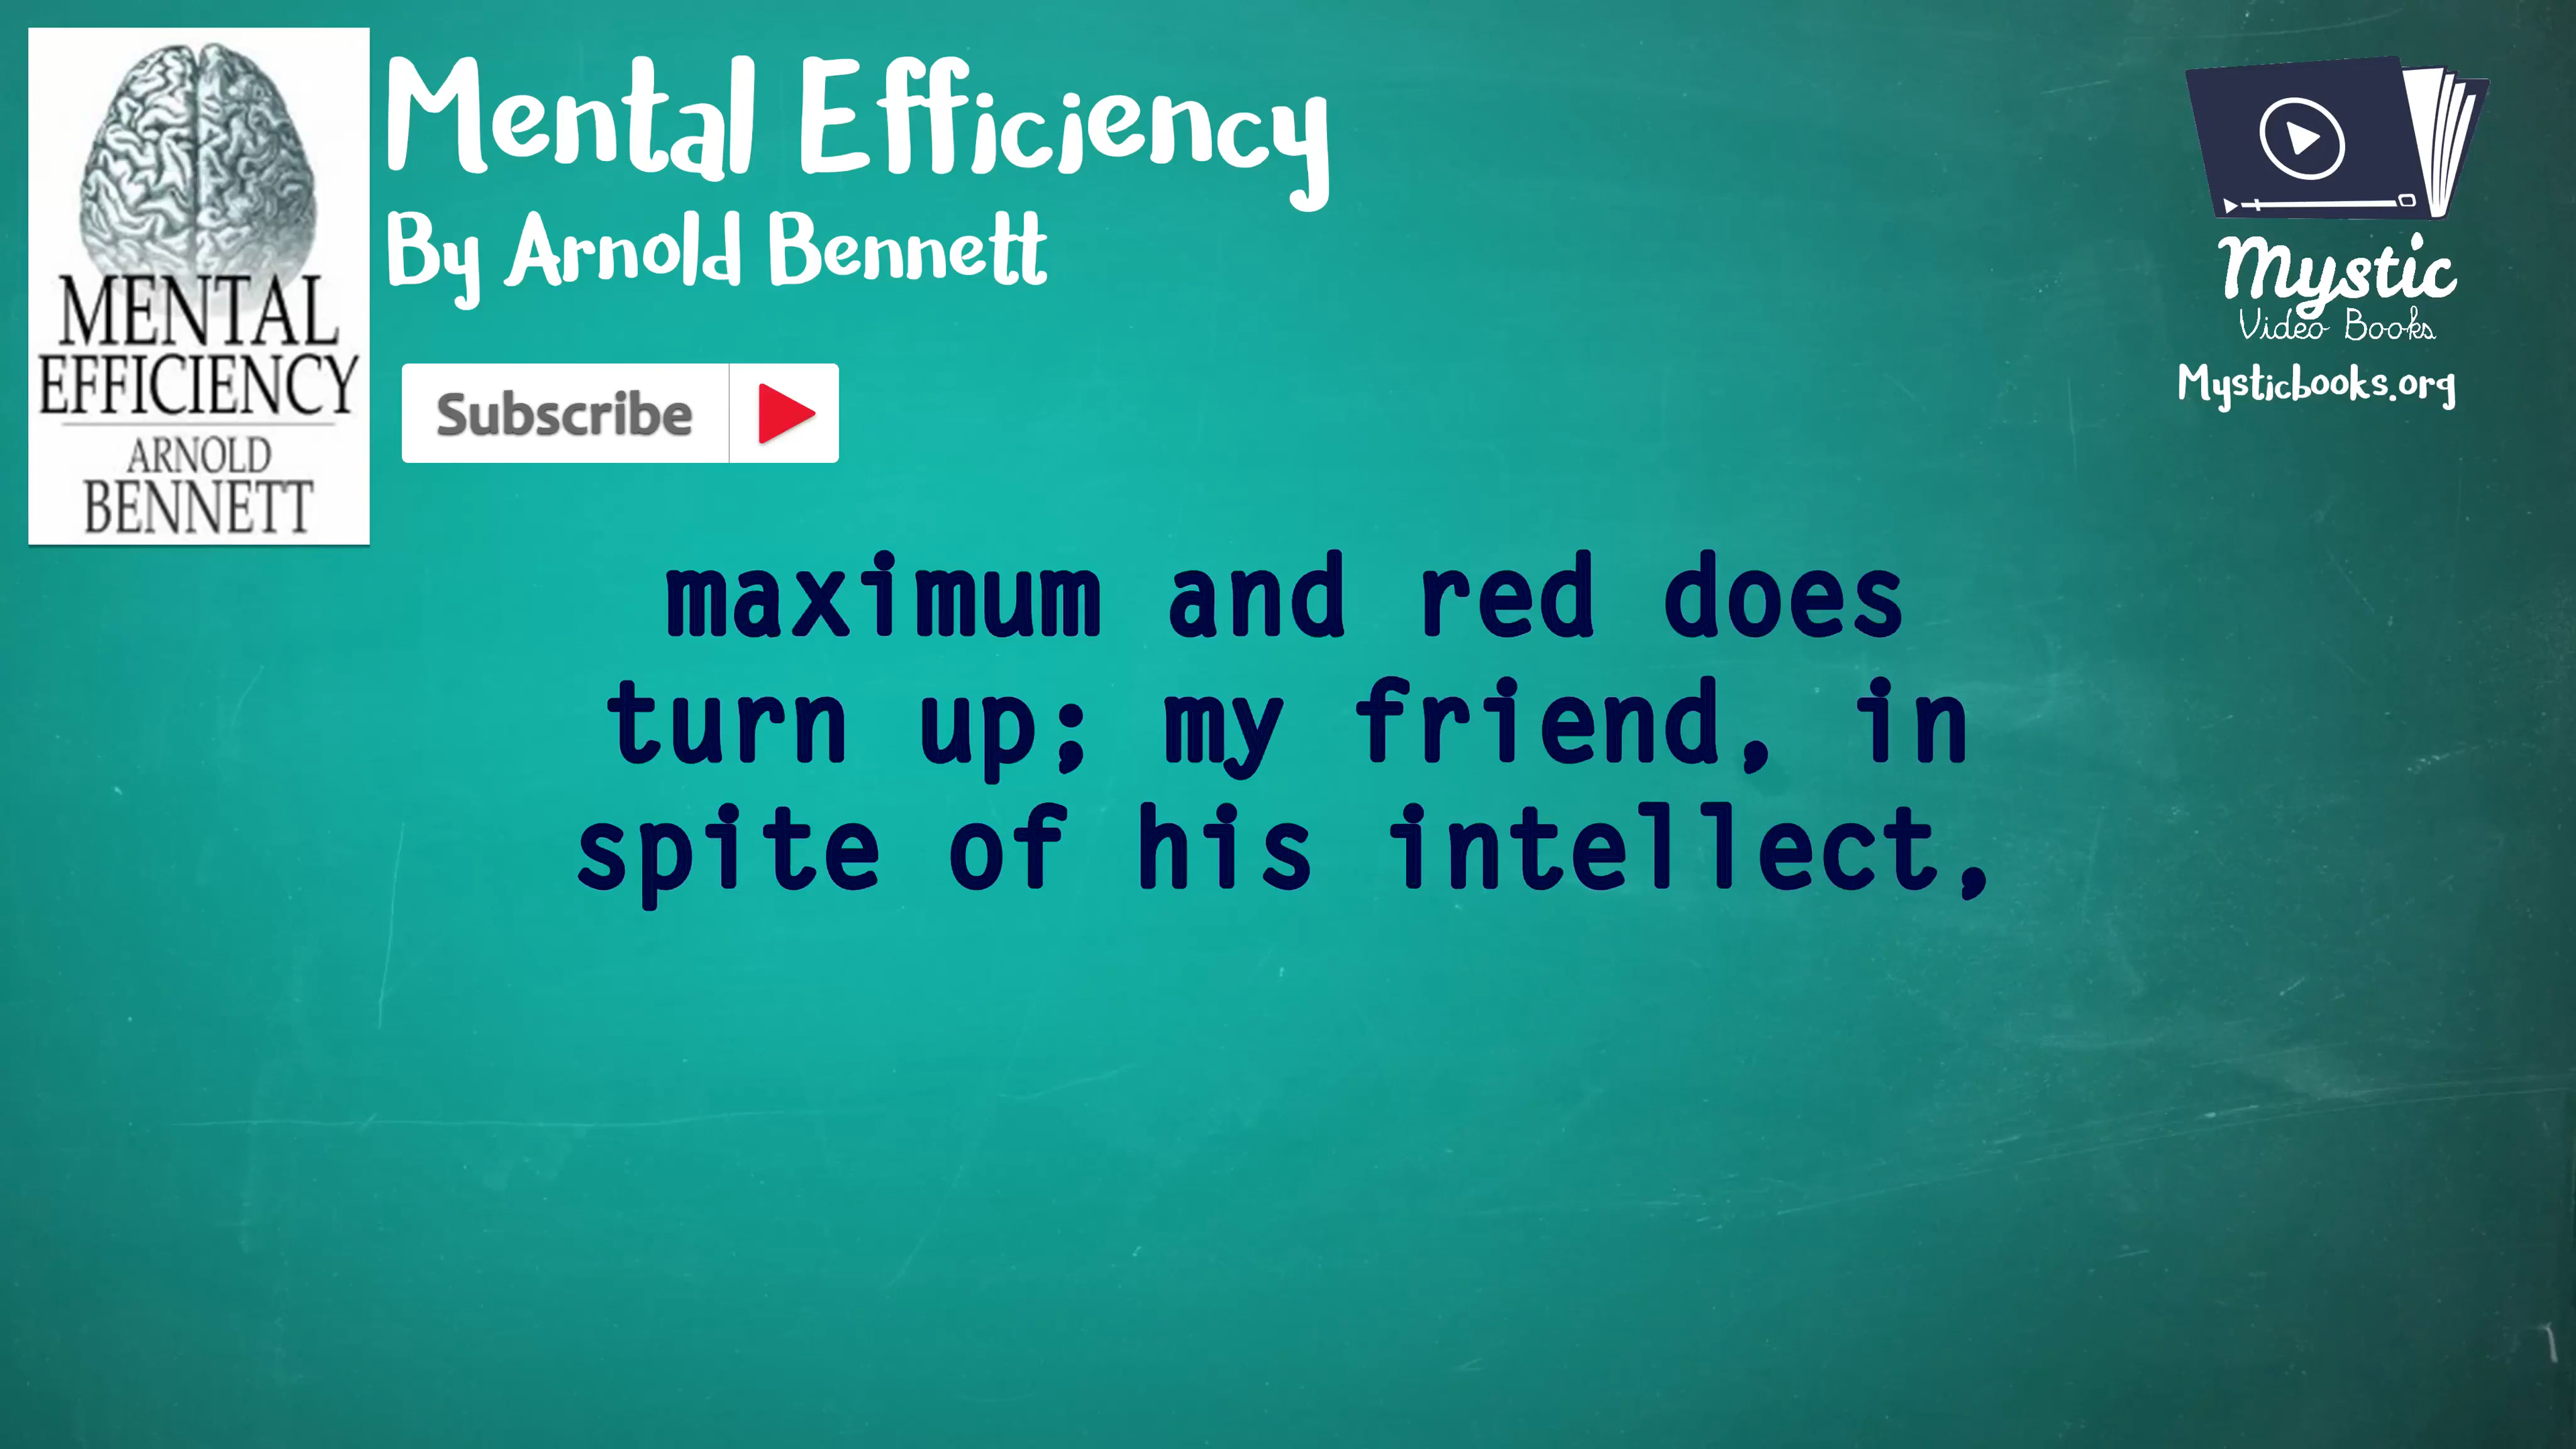 MENTAL
EFFICIENCY
ARNOLD
BENNETT
Mental Efficiency
By Arnold Bennett
Subscribe
Mystic
Video Books
Mysticbooks.org
maximum and red does
turn up; my friend, in
spite of his intellect,